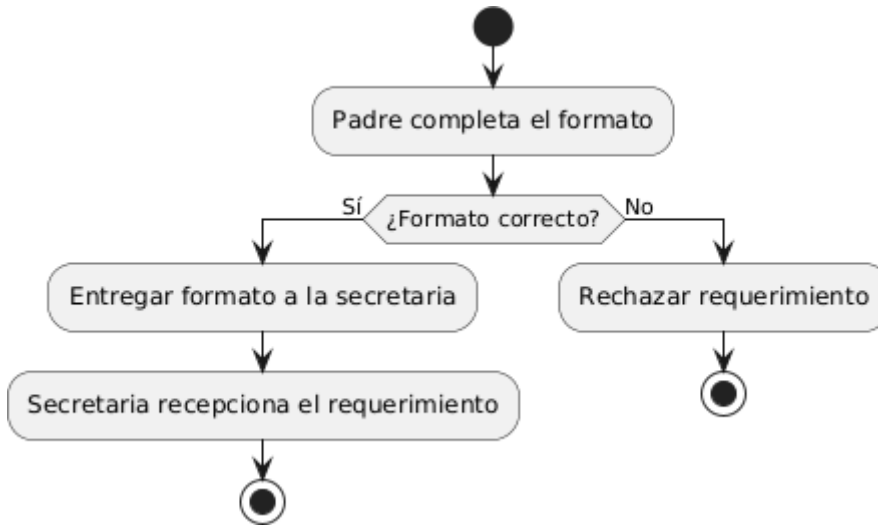 Padre completa el formato
Sí
¿Formato correcto?
No
Entregar formato a la secretaria
Rechazar requerimiento
Secretaria recepciona el requerimiento